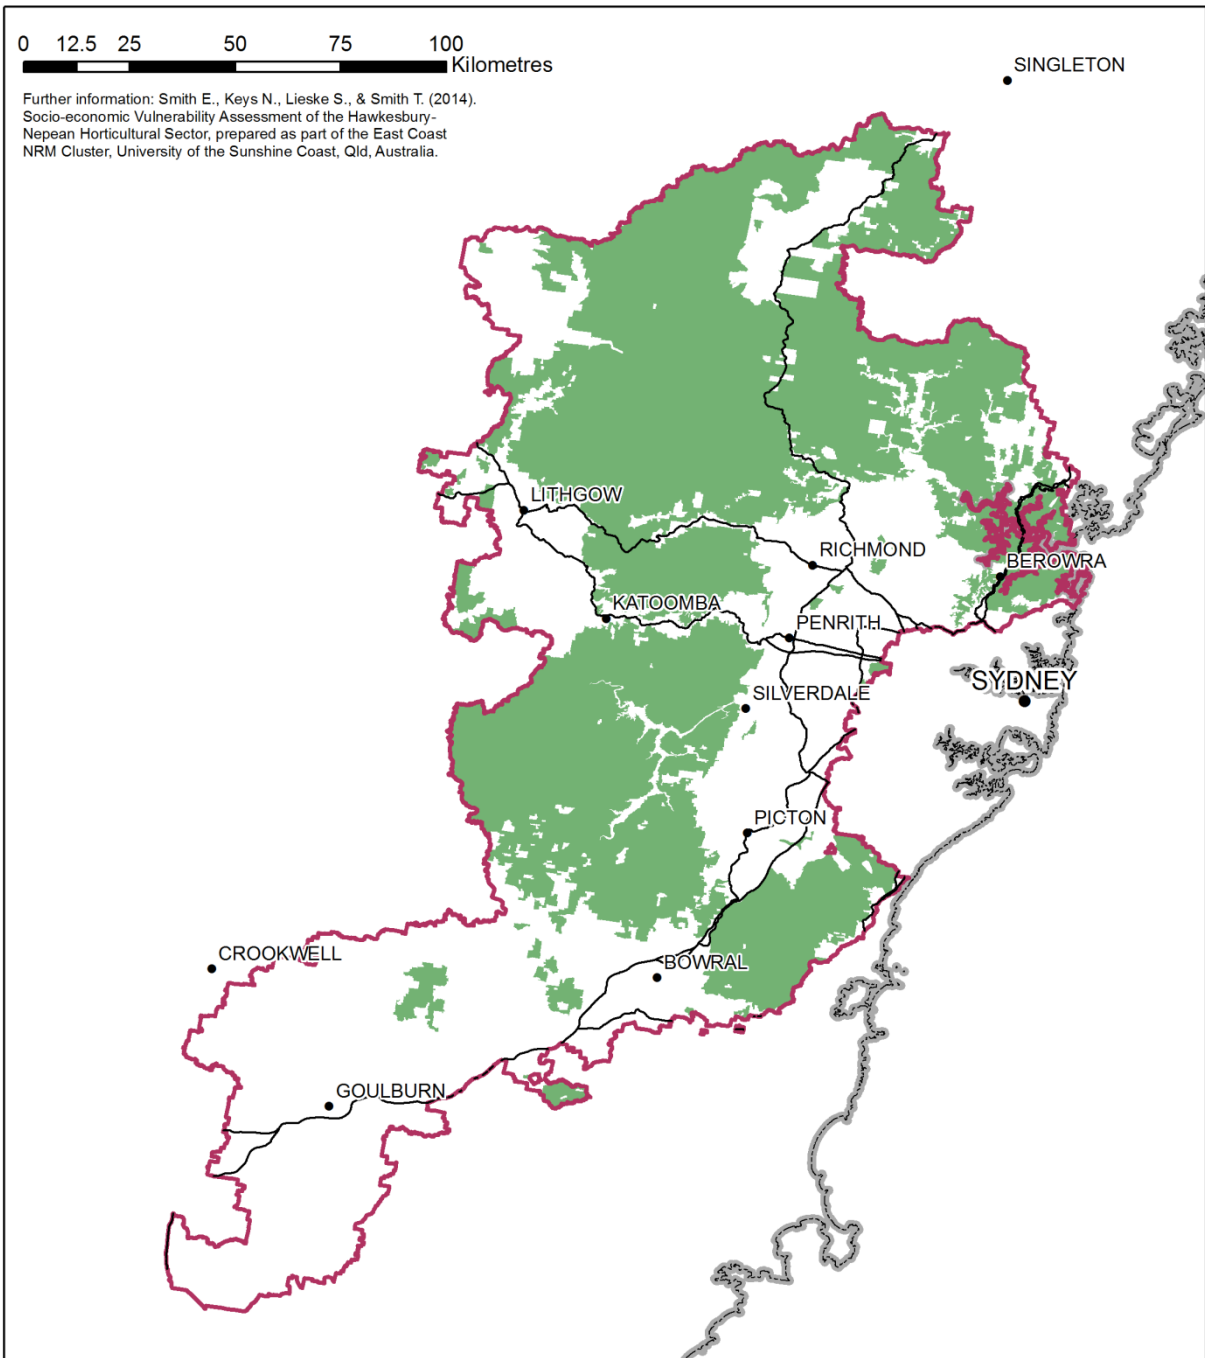 0 12.5 25 50 75 100
Kilometres
Further information: Smith E., Keys N., Lieske S., & Smith T. (2014).
Socio-economic Vulnerability Assessment of the Hawkesbury-
Nepean Horticultural Sector, prepared as part of the East Coast
NRM Cluster, University of the Sunshine Coast, Qld, Australia.
SINGLETON
LITHGOW
RICHMOND
BEROWRA
KATOOMBA
PENRITH
SYDNEY
SILVERDALE
PICTON
CROOKWELL
BOWRAL
GOULBURN